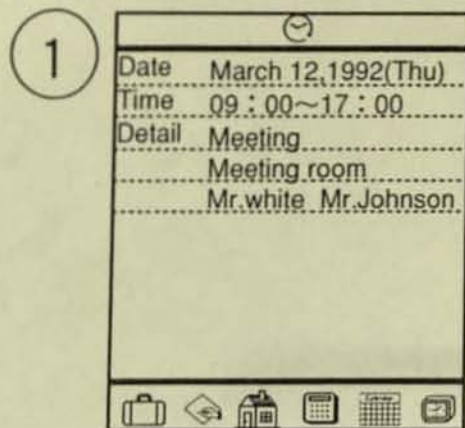 1
Date March 12,1992(Thu)
Time 09:00~17:00
Detail Meeting
Meeting room
Mr.white Mr.Johnson
Calendar